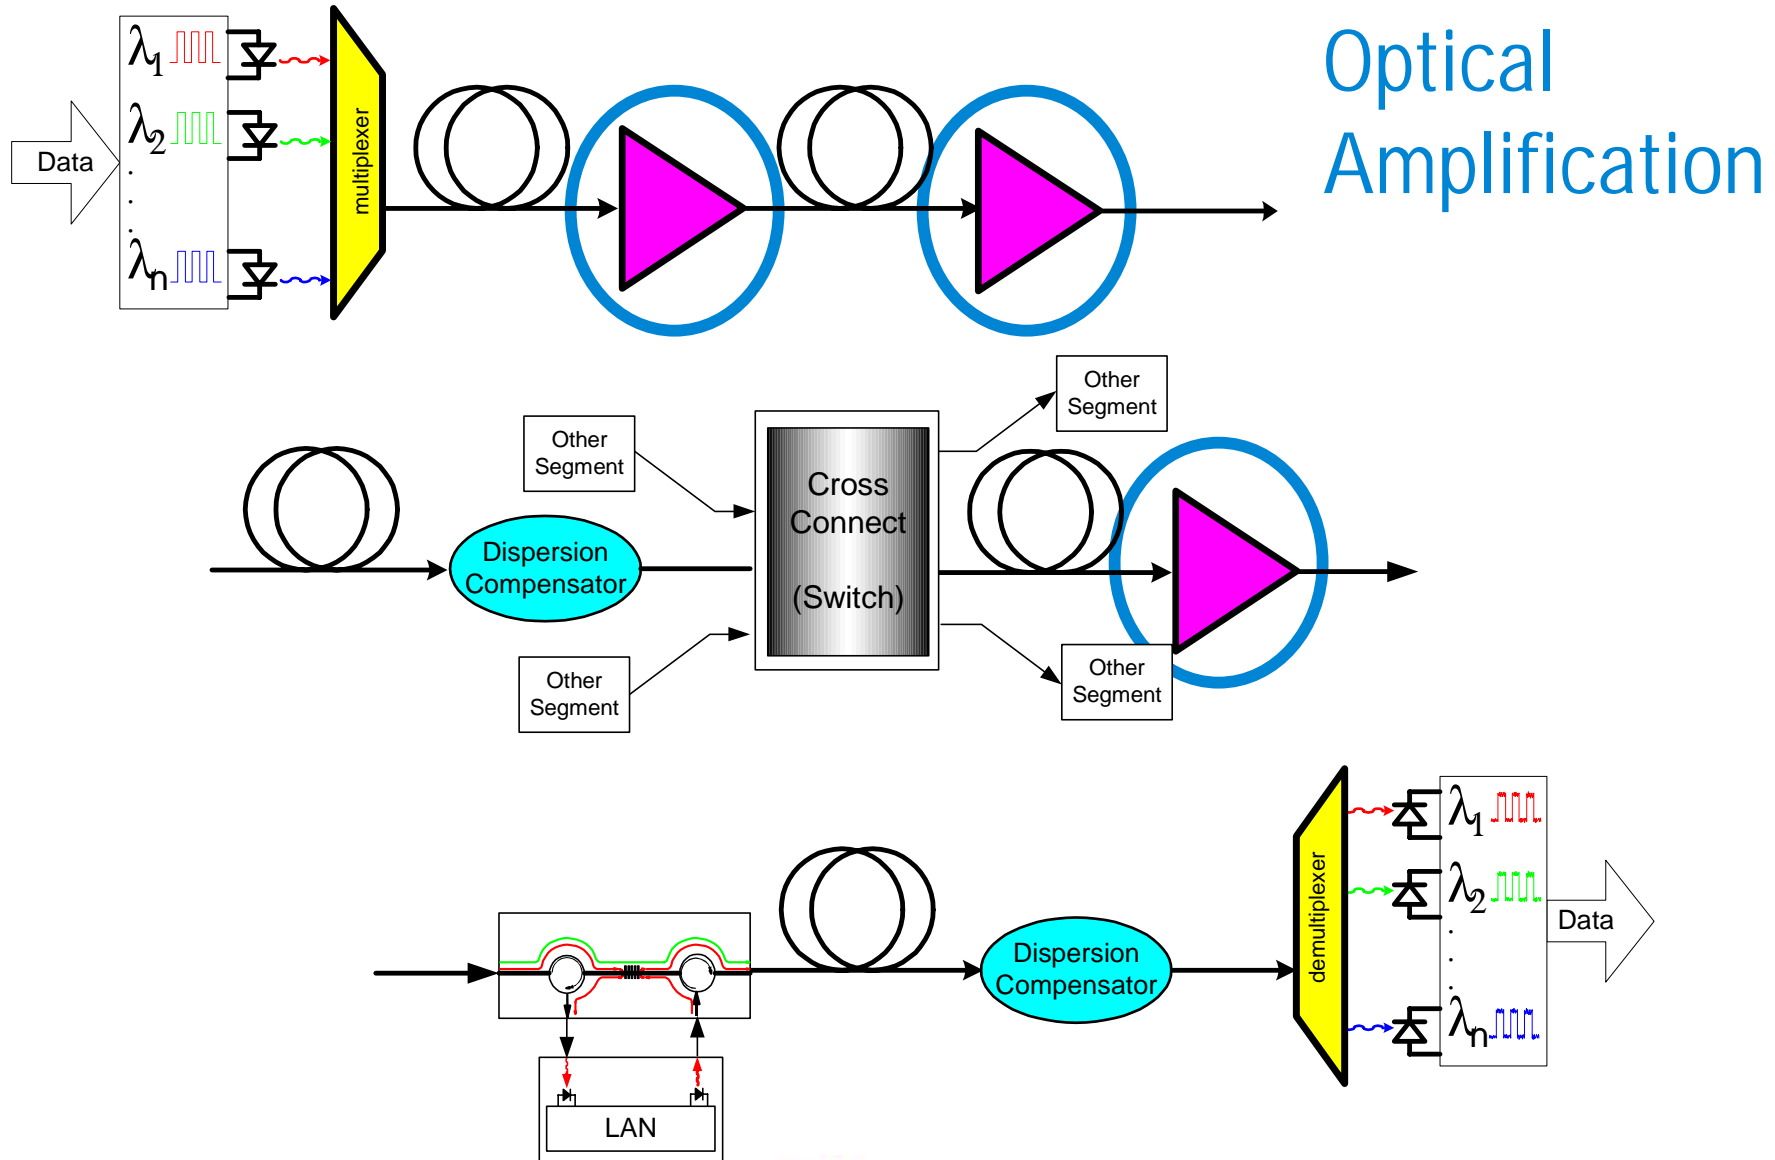 Optical
Amplification
Data
λ1
λ2
.
.
.
λn
multiplexer
Other
Segment
Other
Segment
Dispersion
Compensator
Cross
Connect
(Switch)
Other
Segment
Other
Segment
LAN
Dispersion
Compensator
demultiplexer
λ1
λ2
.
.
.
λn
Data